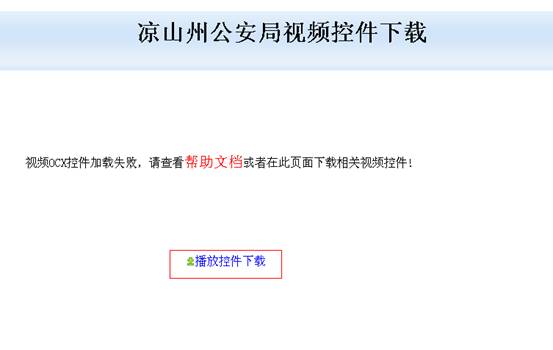 凉山州公安局视频控件下载
视频OCX控件加载失败，请查看帮助文档或者在此页面下载相关视频控件!
播放控件下载